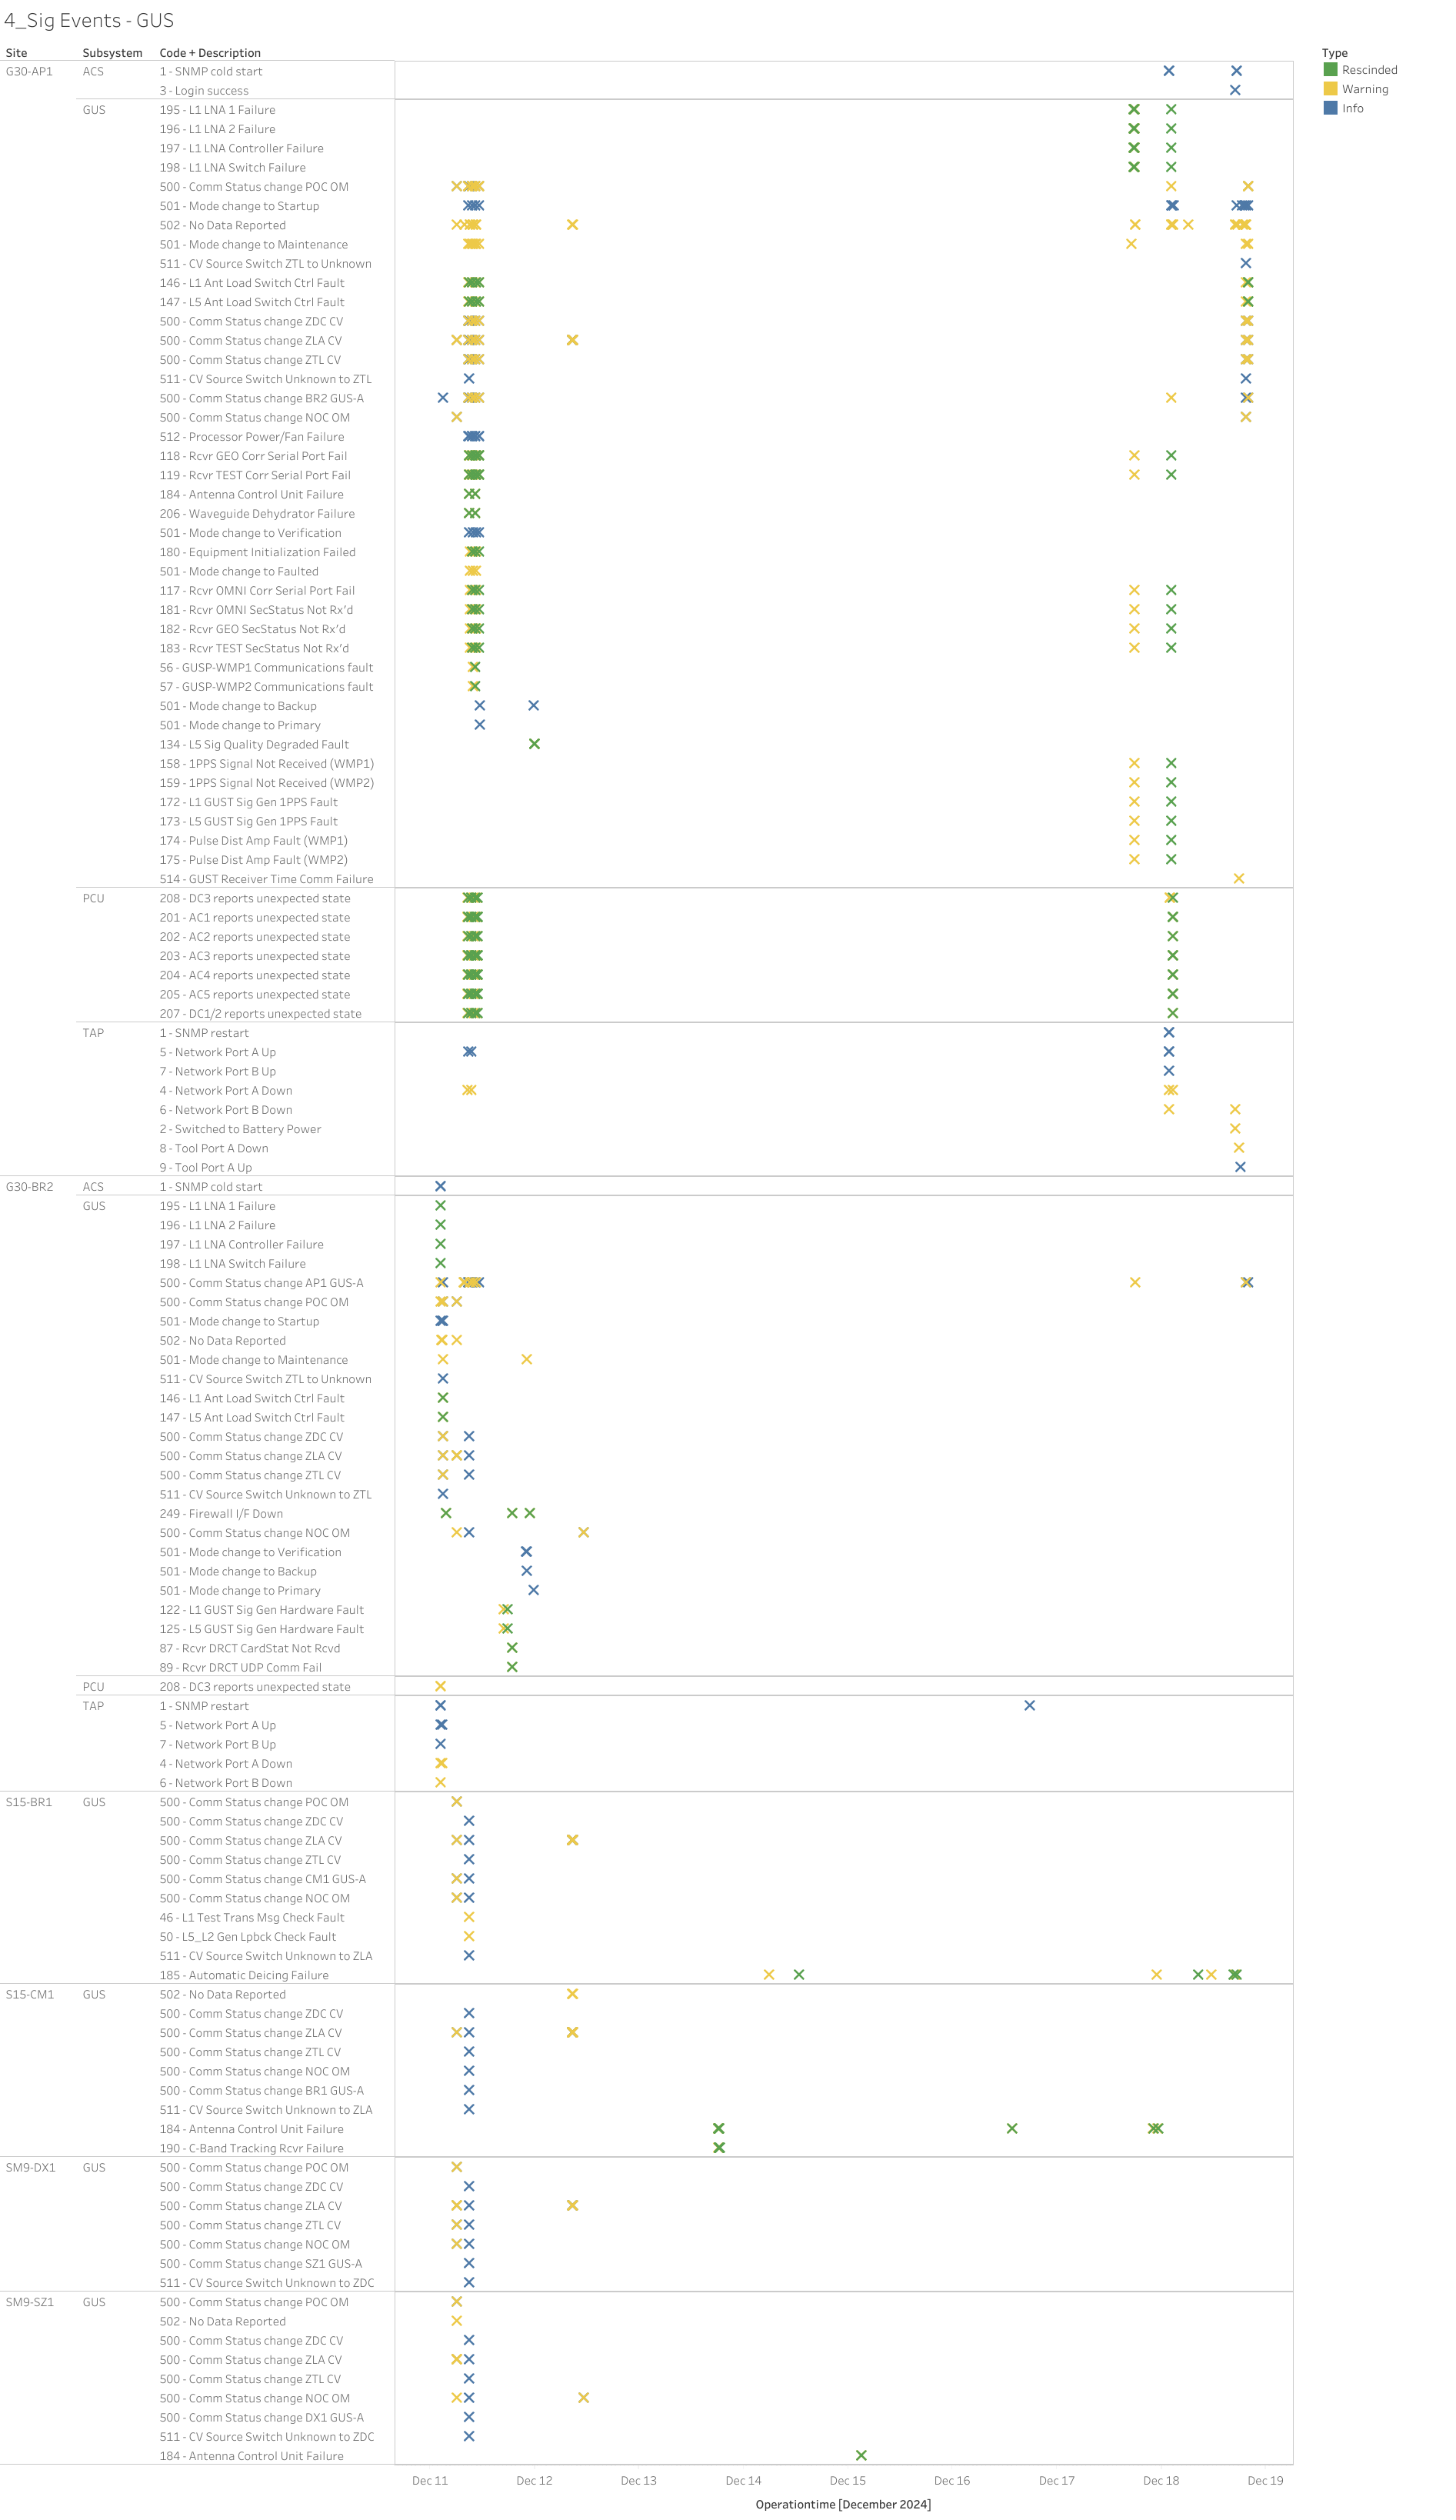 4_Sig Events - GUS
Site Subsystem Code + Description Type
G30-AP1 ACS 1 - SNMP cold start Rescinded
3 - Login success Warning
GUS 195 - L1 LNA 1 Failure Info
196 - L1 LNA 2 Failure
197 - L1 LNA Controller Failure
198 - L1 LNA Switch Failure
500 - Comm Status change POC OM
501 - Mode change to Startup
502 - No Data Reported
501 - Mode change to Maintenance
511 - CV Source Switch ZTL to Unknown
146 - L1 Ant Load Switch Ctrl Fault
147 - L5 Ant Load Switch Ctrl Fault
500 - Comm Status change ZDC CV
500 - Comm Status change ZLA CV
500 - Comm Status change ZTL CV
511 - CV Source Switch Unknown to ZTL
500 - Comm Status change BR2 GUS-A
500 - Comm Status change NOC OM
512 - Processor Power/Fan Failure
118 - Rcvr GEO Corr Serial Port Fail
119 - Rcvr TEST Corr Serial Port Fail
184 - Antenna Control Unit Failure
206 - Waveguide Dehydrator Failure
501 - Mode change to Verification
180 - Equipment Initialization Failed
501 - Mode change to Faulted
117 - Rcvr OMNI Corr Serial Port Fail
181 - Rcvr OMNI SecStatus Not Rx'd
182 - Rcvr GEO SecStatus Not Rx'd
183 - Rcvr TEST SecStatus Not Rx'd
56 - GUSP-WMP1 Communications fault
57 - GUSP-WMP2 Communications fault
501 - Mode change to Backup
501 - Mode change to Primary
134 - L5 Sig Quality Degraded Fault
158 - 1PPS Signal Not Received (WMP1)
159 - 1PPS Signal Not Received (WMP2)
172 - L1 GUST Sig Gen 1PPS Fault
173 - L5 GUST Sig Gen 1PPS Fault
174 - Pulse Dist Amp Fault (WMP1)
175 - Pulse Dist Amp Fault (WMP2)
514 - GUST Receiver Time Comm Failure
PCU 208 - DC3 reports unexpected state
201 - AC1 reports unexpected state
202 - AC2 reports unexpected state
203 - AC3 reports unexpected state
204 - AC4 reports unexpected state
205 - AC5 reports unexpected state
207 - DC1/2 reports unexpected state
TAP 1 - SNMP restart
5 - Network Port A Up
7 - Network Port B Up
4 - Network Port A Down
6 - Network Port B Down
2 - Switched to Battery Power
8 - Tool Port A Down
9 - Tool Port A Up
G30-BR2 ACS 1 - SNMP cold start
GUS 195 - L1 LNA 1 Failure
196 - L1 LNA 2 Failure
197 - L1 LNA Controller Failure
198 - L1 LNA Switch Failure
500 - Comm Status change AP1 GUS-A
500 - Comm Status change POC OM
501 - Mode change to Startup
502 - No Data Reported
501 - Mode change to Maintenance
511 - CV Source Switch ZTL to Unknown
146 - L1 Ant Load Switch Ctrl Fault
147 - L5 Ant Load Switch Ctrl Fault
500 - Comm Status change ZDC CV
500 - Comm Status change ZLA CV
500 - Comm Status change ZTL CV
511 - CV Source Switch Unknown to ZTL
249 - Firewall I/F Down
500 - Comm Status change NOC OM
501 - Mode change to Verification
501 - Mode change to Backup
501 - Mode change to Primary
122 - L1 GUST Sig Gen Hardware Fault
125 - L5 GUST Sig Gen Hardware Fault
87 - Rcvr DRCT CardStat Not Rcvd
89 - Rcvr DRCT UDP Comm Fail
PCU 208 - DC3 reports unexpected state
TAP 1 - SNMP restart
5 - Network Port A Up
7 - Network Port B Up
4 - Network Port A Down
6 - Network Port B Down
S15-BR1 GUS 500 - Comm Status change POC OM
500 - Comm Status change ZDC CV
500 - Comm Status change ZLA CV
500 - Comm Status change ZTL CV
500 - Comm Status change CM1 GUS-A
500 - Comm Status change NOC OM
46 - L1 Test Trans Msg Check Fault
50 - L5_L2 Gen Lpbck Check Fault
511 - CV Source Switch Unknown to ZLA
185 - Automatic Deicing Failure
S15-CM1 GUS 502 - No Data Reported
500 - Comm Status change ZDC CV
500 - Comm Status change ZLA CV
500 - Comm Status change ZTL CV
500 - Comm Status change NOC OM
500 - Comm Status change BR1 GUS-A
511 - CV Source Switch Unknown to ZLA
184 - Antenna Control Unit Failure
190 - C-Band Tracking Rcvr Failure
SM9-DX1 GUS 500 - Comm Status change POC OM
500 - Comm Status change ZDC CV
500 - Comm Status change ZLA CV
500 - Comm Status change ZTL CV
500 - Comm Status change NOC OM
500 - Comm Status change SZ1 GUS-A
511 - CV Source Switch Unknown to ZDC
SM9-SZ1 GUS 500 - Comm Status change POC OM
502 - No Data Reported
500 - Comm Status change ZDC CV
500 - Comm Status change ZLA CV
500 - Comm Status change ZTL CV
500 - Comm Status change NOC OM
500 - Comm Status change DX1 GUS-A
511 - CV Source Switch Unknown to ZDC
184 - Antenna Control Unit Failure
Dec 11 Dec 12 Dec 13 Dec 14 Dec 15 Dec 16 Dec 17 Dec 18 Dec 19
Operationtime [December 2024]